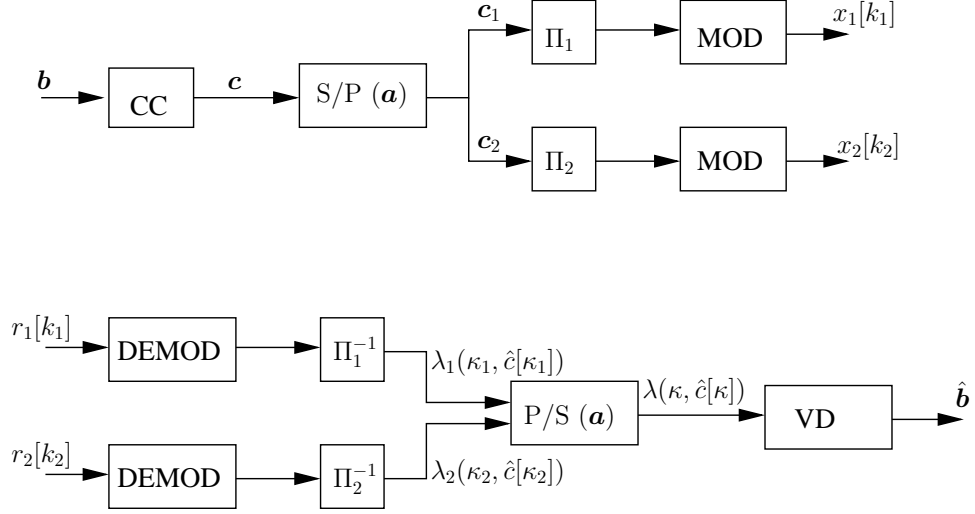 𝒃
CC
𝒄
S/P (𝒂)
𝒄₁
Π₁
MOD
x₁[k₁]
𝒄₂
Π₂
MOD
x₂[k₂]
r₁[k₁]
DEMOD
Π₁⁻¹
λ₁(κ₁, ĉ[κ₁])
r₂[k₂]
DEMOD
Π₂⁻¹
λ₂(κ₂, ĉ[κ₂])
P/S (𝒂)
λ(κ, ĉ[κ])
VD
𝒃̂